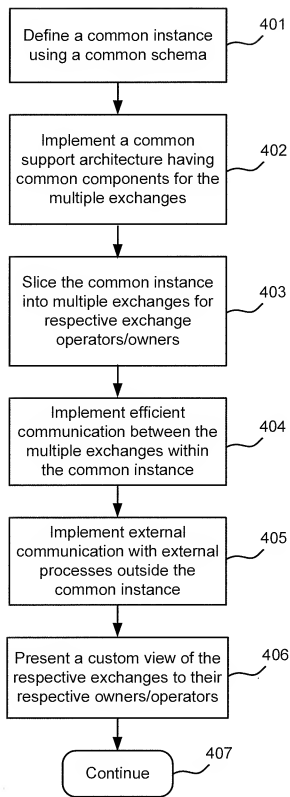 Define a common instance
using a common schema
401
Implement a common
support architecture having
common components for the
multiple exchanges
402
Slice the common instance
into multiple exchanges for
respective exchange
operators/owners
403
Implement efficient
communication between the
multiple exchanges within
the common instance
404
Implement external
communication with external
processes outside the
common instance
405
Present a custom view of the
respective exchanges to their
respective owners/operators
406
Continue
407